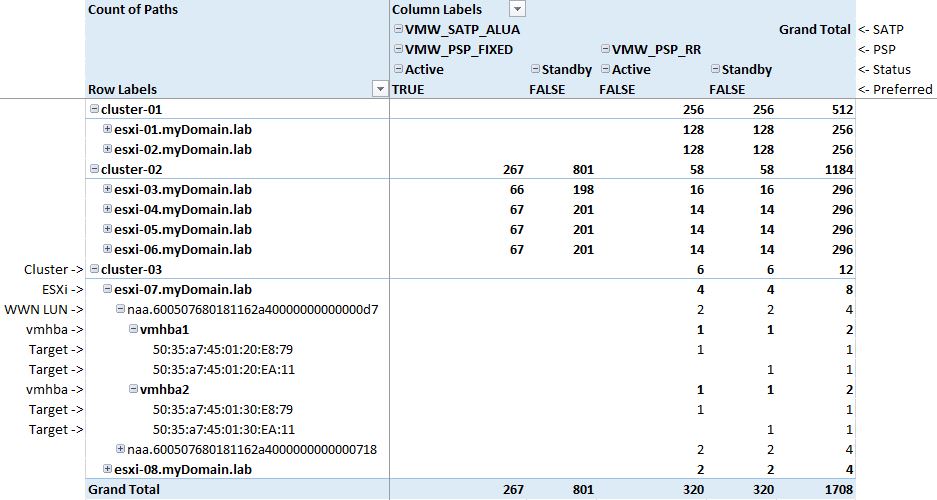 Count of Paths Column Labels
VMW_SATP_ALUA Grand Total <- SATP
VMW_PSP_FIXED VMW_PSP_RR <- PSP
Active Standby Active Standby <- Status
Row Labels TRUE FALSE FALSE FALSE <- Preferred
cluster-01 256 256 512
esxi-01.myDomain.lab 128 128 256
esxi-02.myDomain.lab 128 128 256
cluster-02 267 801 58 58 1184
esxi-03.myDomain.lab 66 198 16 16 296
esxi-04.myDomain.lab 67 201 14 14 296
esxi-05.myDomain.lab 67 201 14 14 296
esxi-06.myDomain.lab 67 201 14 14 296
Cluster -> cluster-03 6 6 12
ESXi -> esxi-07.myDomain.lab 4 4 8
WWN LUN -> naa.600507680181162a40000000000000d7 2 2 4
vmhba -> vmhba1 1 1 2
Target -> 50:35:a7:45:01:20:E8:79 1 1
Target -> 50:35:a7:45:01:20:EA:11 1 1
vmhba -> vmhba2 1 1 2
Target -> 50:35:a7:45:01:30:E8:79 1 1
Target -> 50:35:a7:45:01:30:EA:11 1 1
naa.600507680181162a4000000000000718 2 2 4
esxi-08.myDomain.lab 2 2 4
Grand Total 267 801 320 320 1708